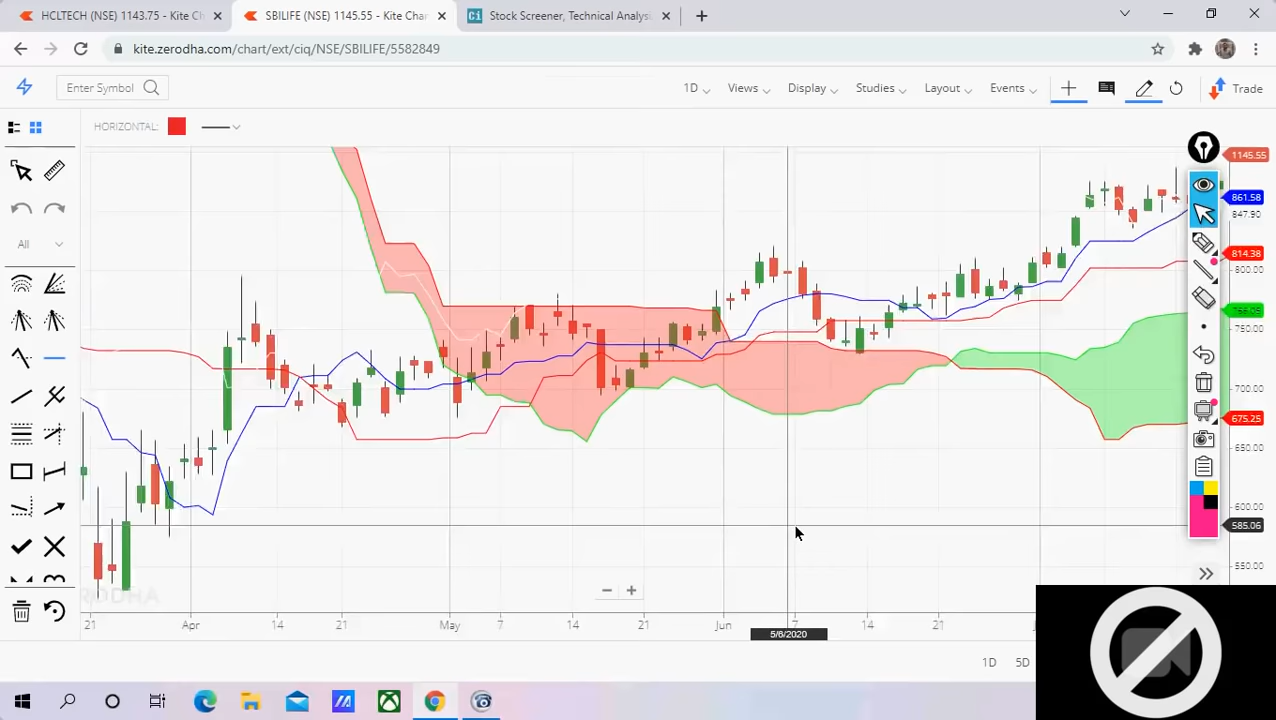 HCLTECH (NSE) 1143.75 - Kite Ch
SBILIFE (NSE) 1145.55 - Kite Char
Ci Stock Screener, Technical Analysi
kite.zerodha.com/chart/ext/ciq/NSE/SBILIFE/5582849
Enter Symbol
1D Views Display Studies Layout Events Trade
HORIZONTAL:
All
1145.55
861.58
847.90
814.38
800.00
750.00
700.00
675.25
650.00
600.00
585.06
550.00
21 Apr 14 21 May 7 14 21 Jun 7 14 21
5/6/2020
1D 5D